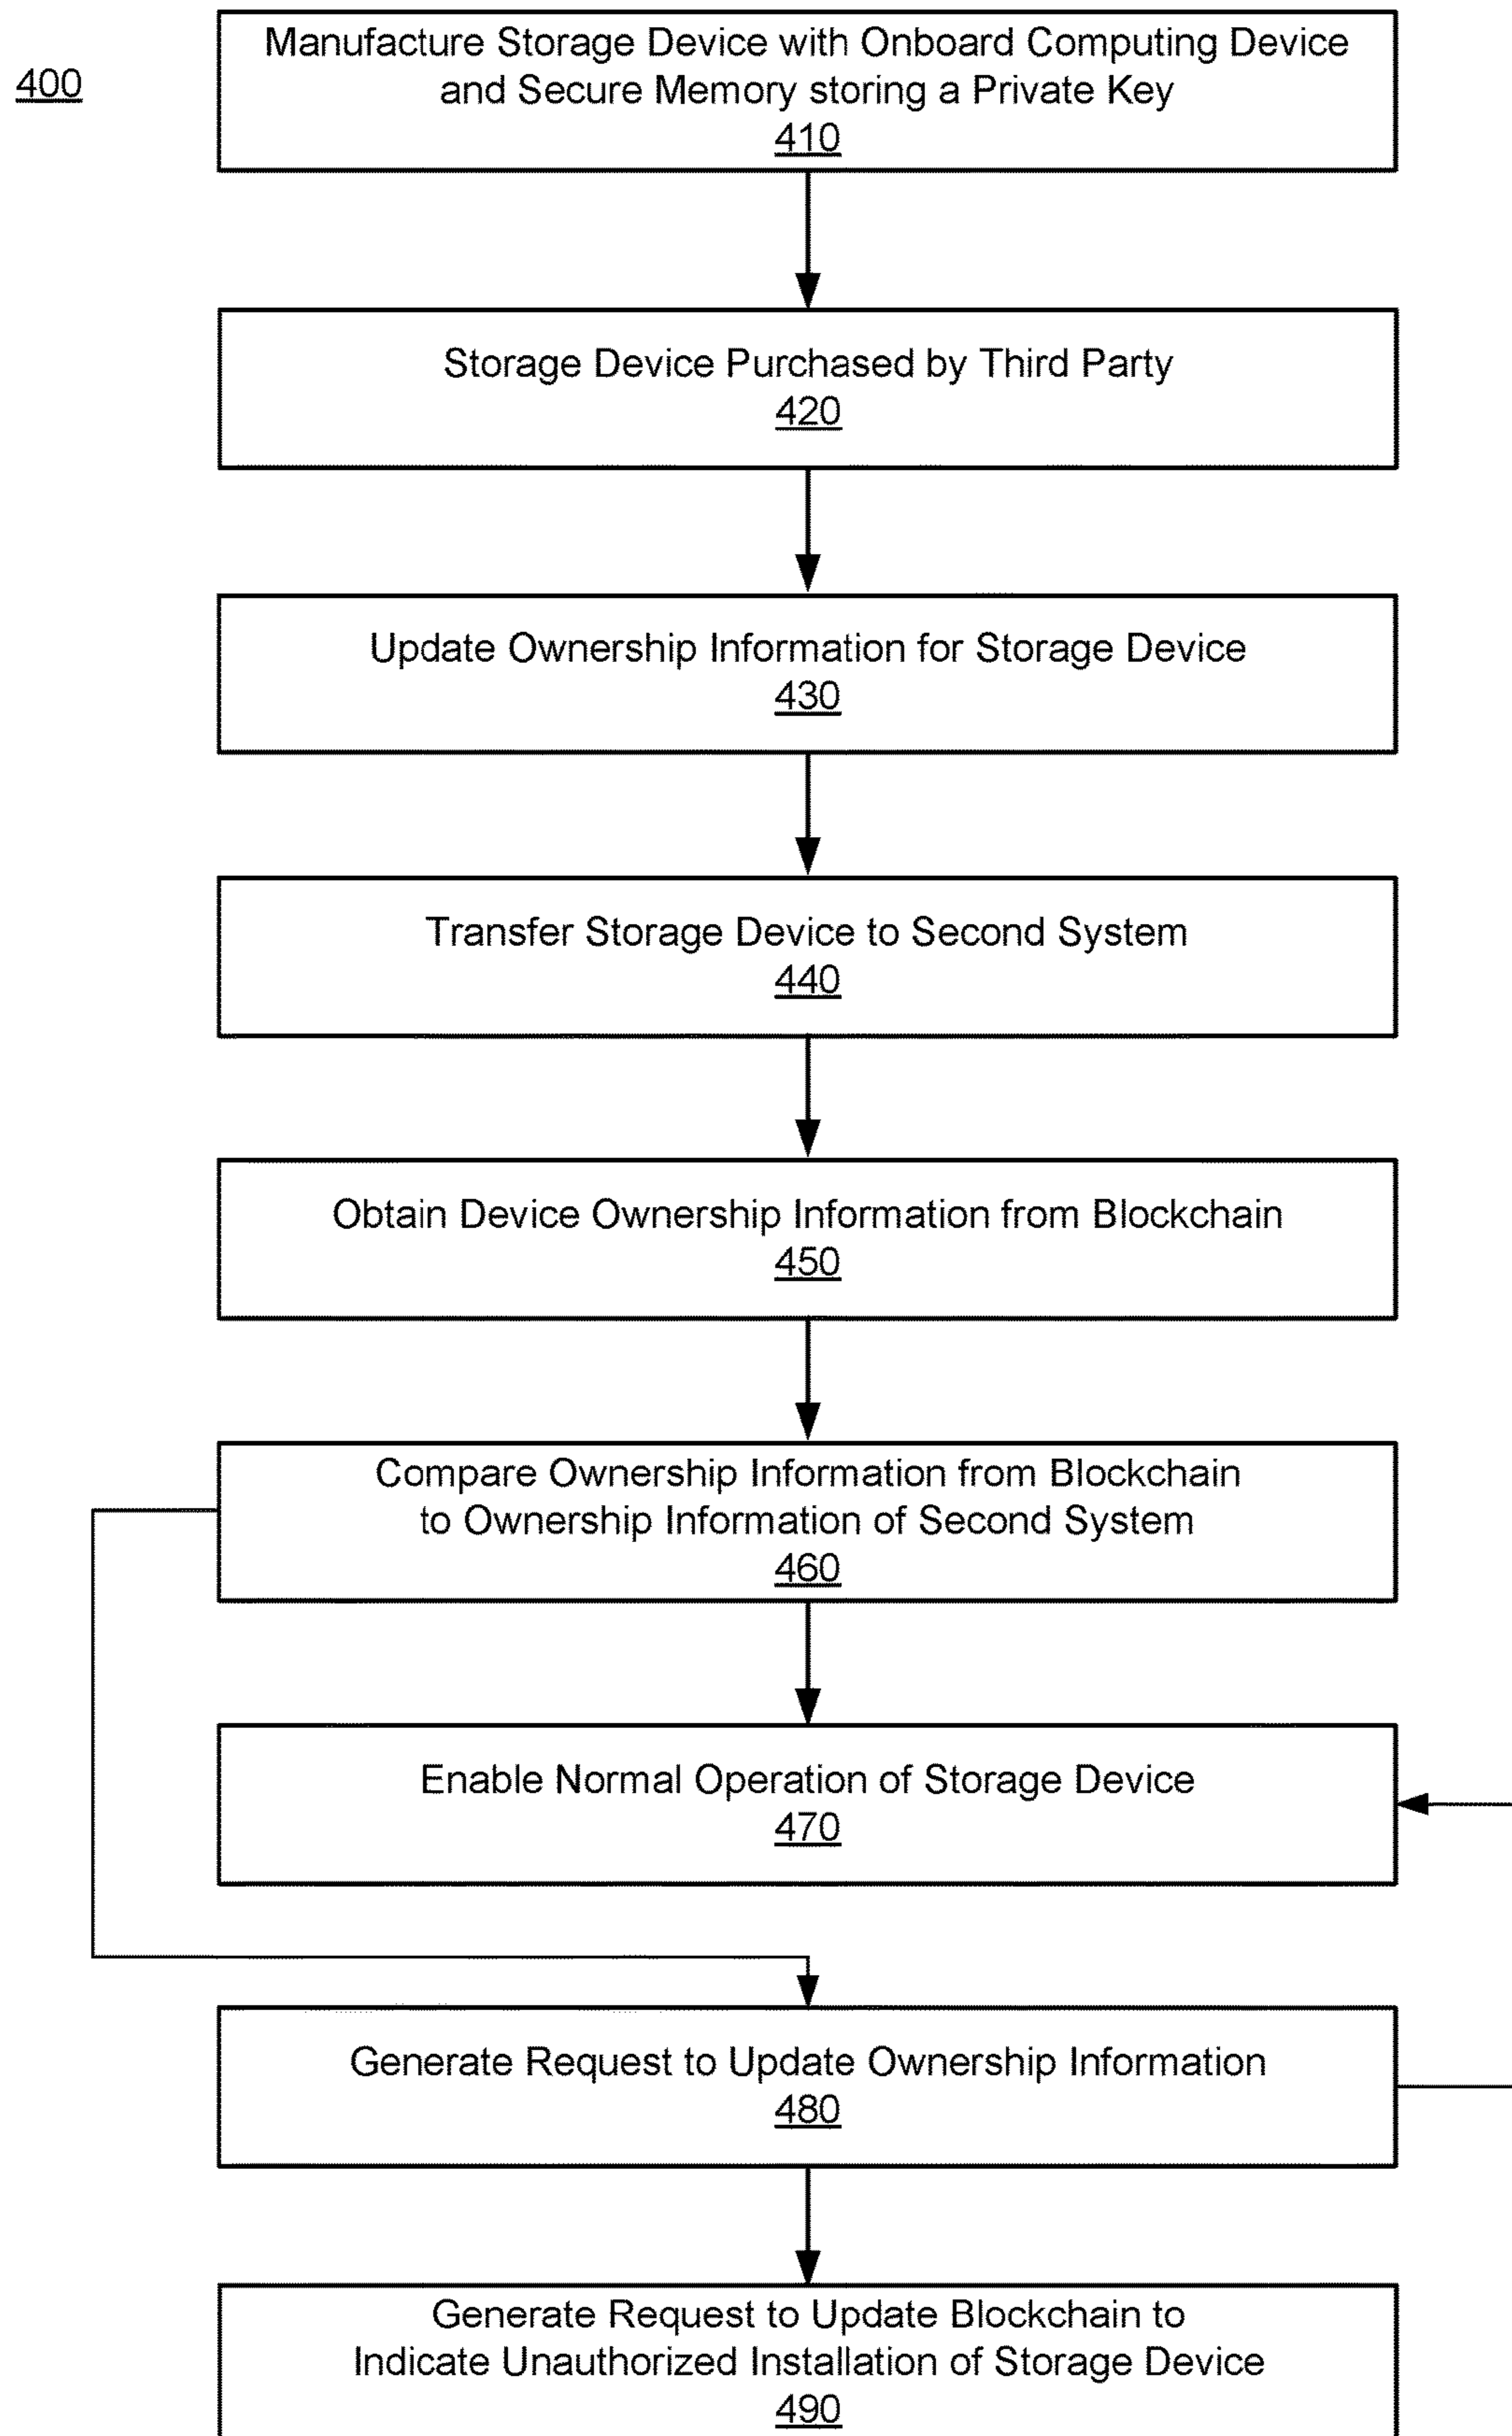 400
Manufacture Storage Device with Onboard Computing Device
and Secure Memory storing a Private Key
410
Storage Device Purchased by Third Party
420
Update Ownership Information for Storage Device
430
Transfer Storage Device to Second System
440
Obtain Device Ownership Information from Blockchain
450
Compare Ownership Information from Blockchain
to Ownership Information of Second System
460
Enable Normal Operation of Storage Device
470
Generate Request to Update Ownership Information
480
Generate Request to Update Blockchain to
Indicate Unauthorized Installation of Storage Device
490